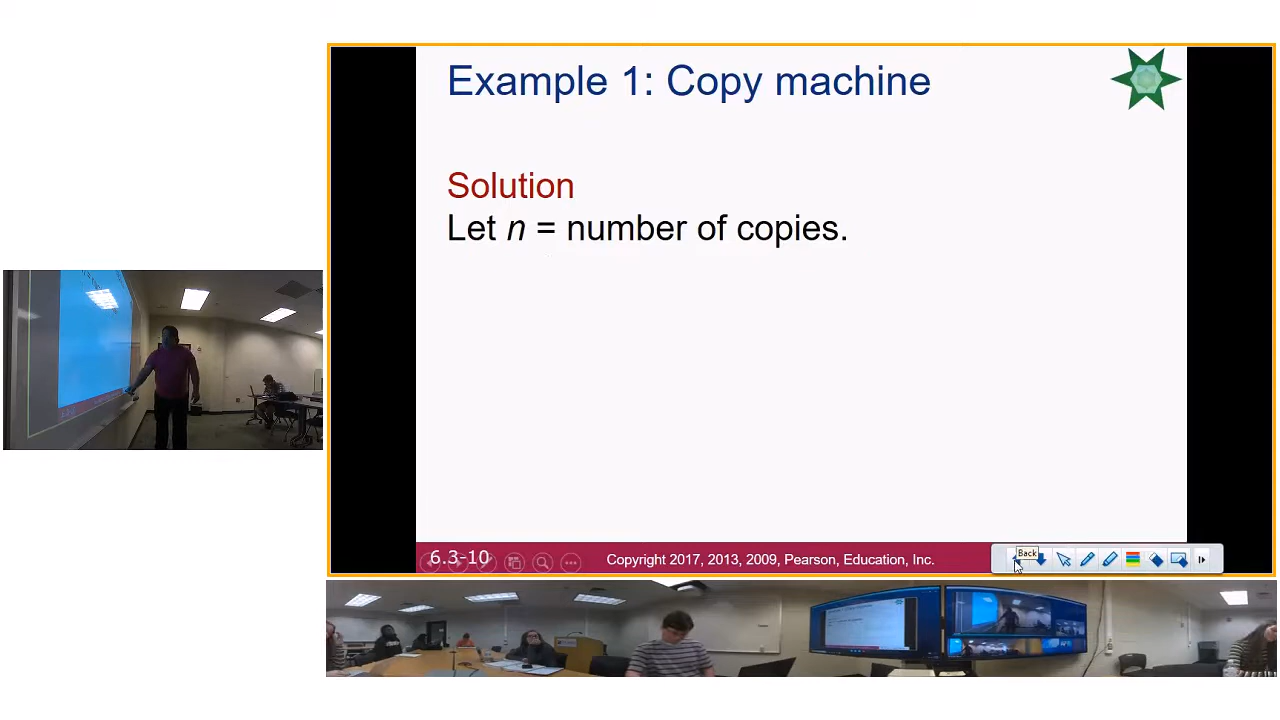 Example 1: Copy machine
Solution
Let n = number of copies.
6.3-10
Copyright 2017, 2013, 2009, Pearson, Education, Inc.
Back